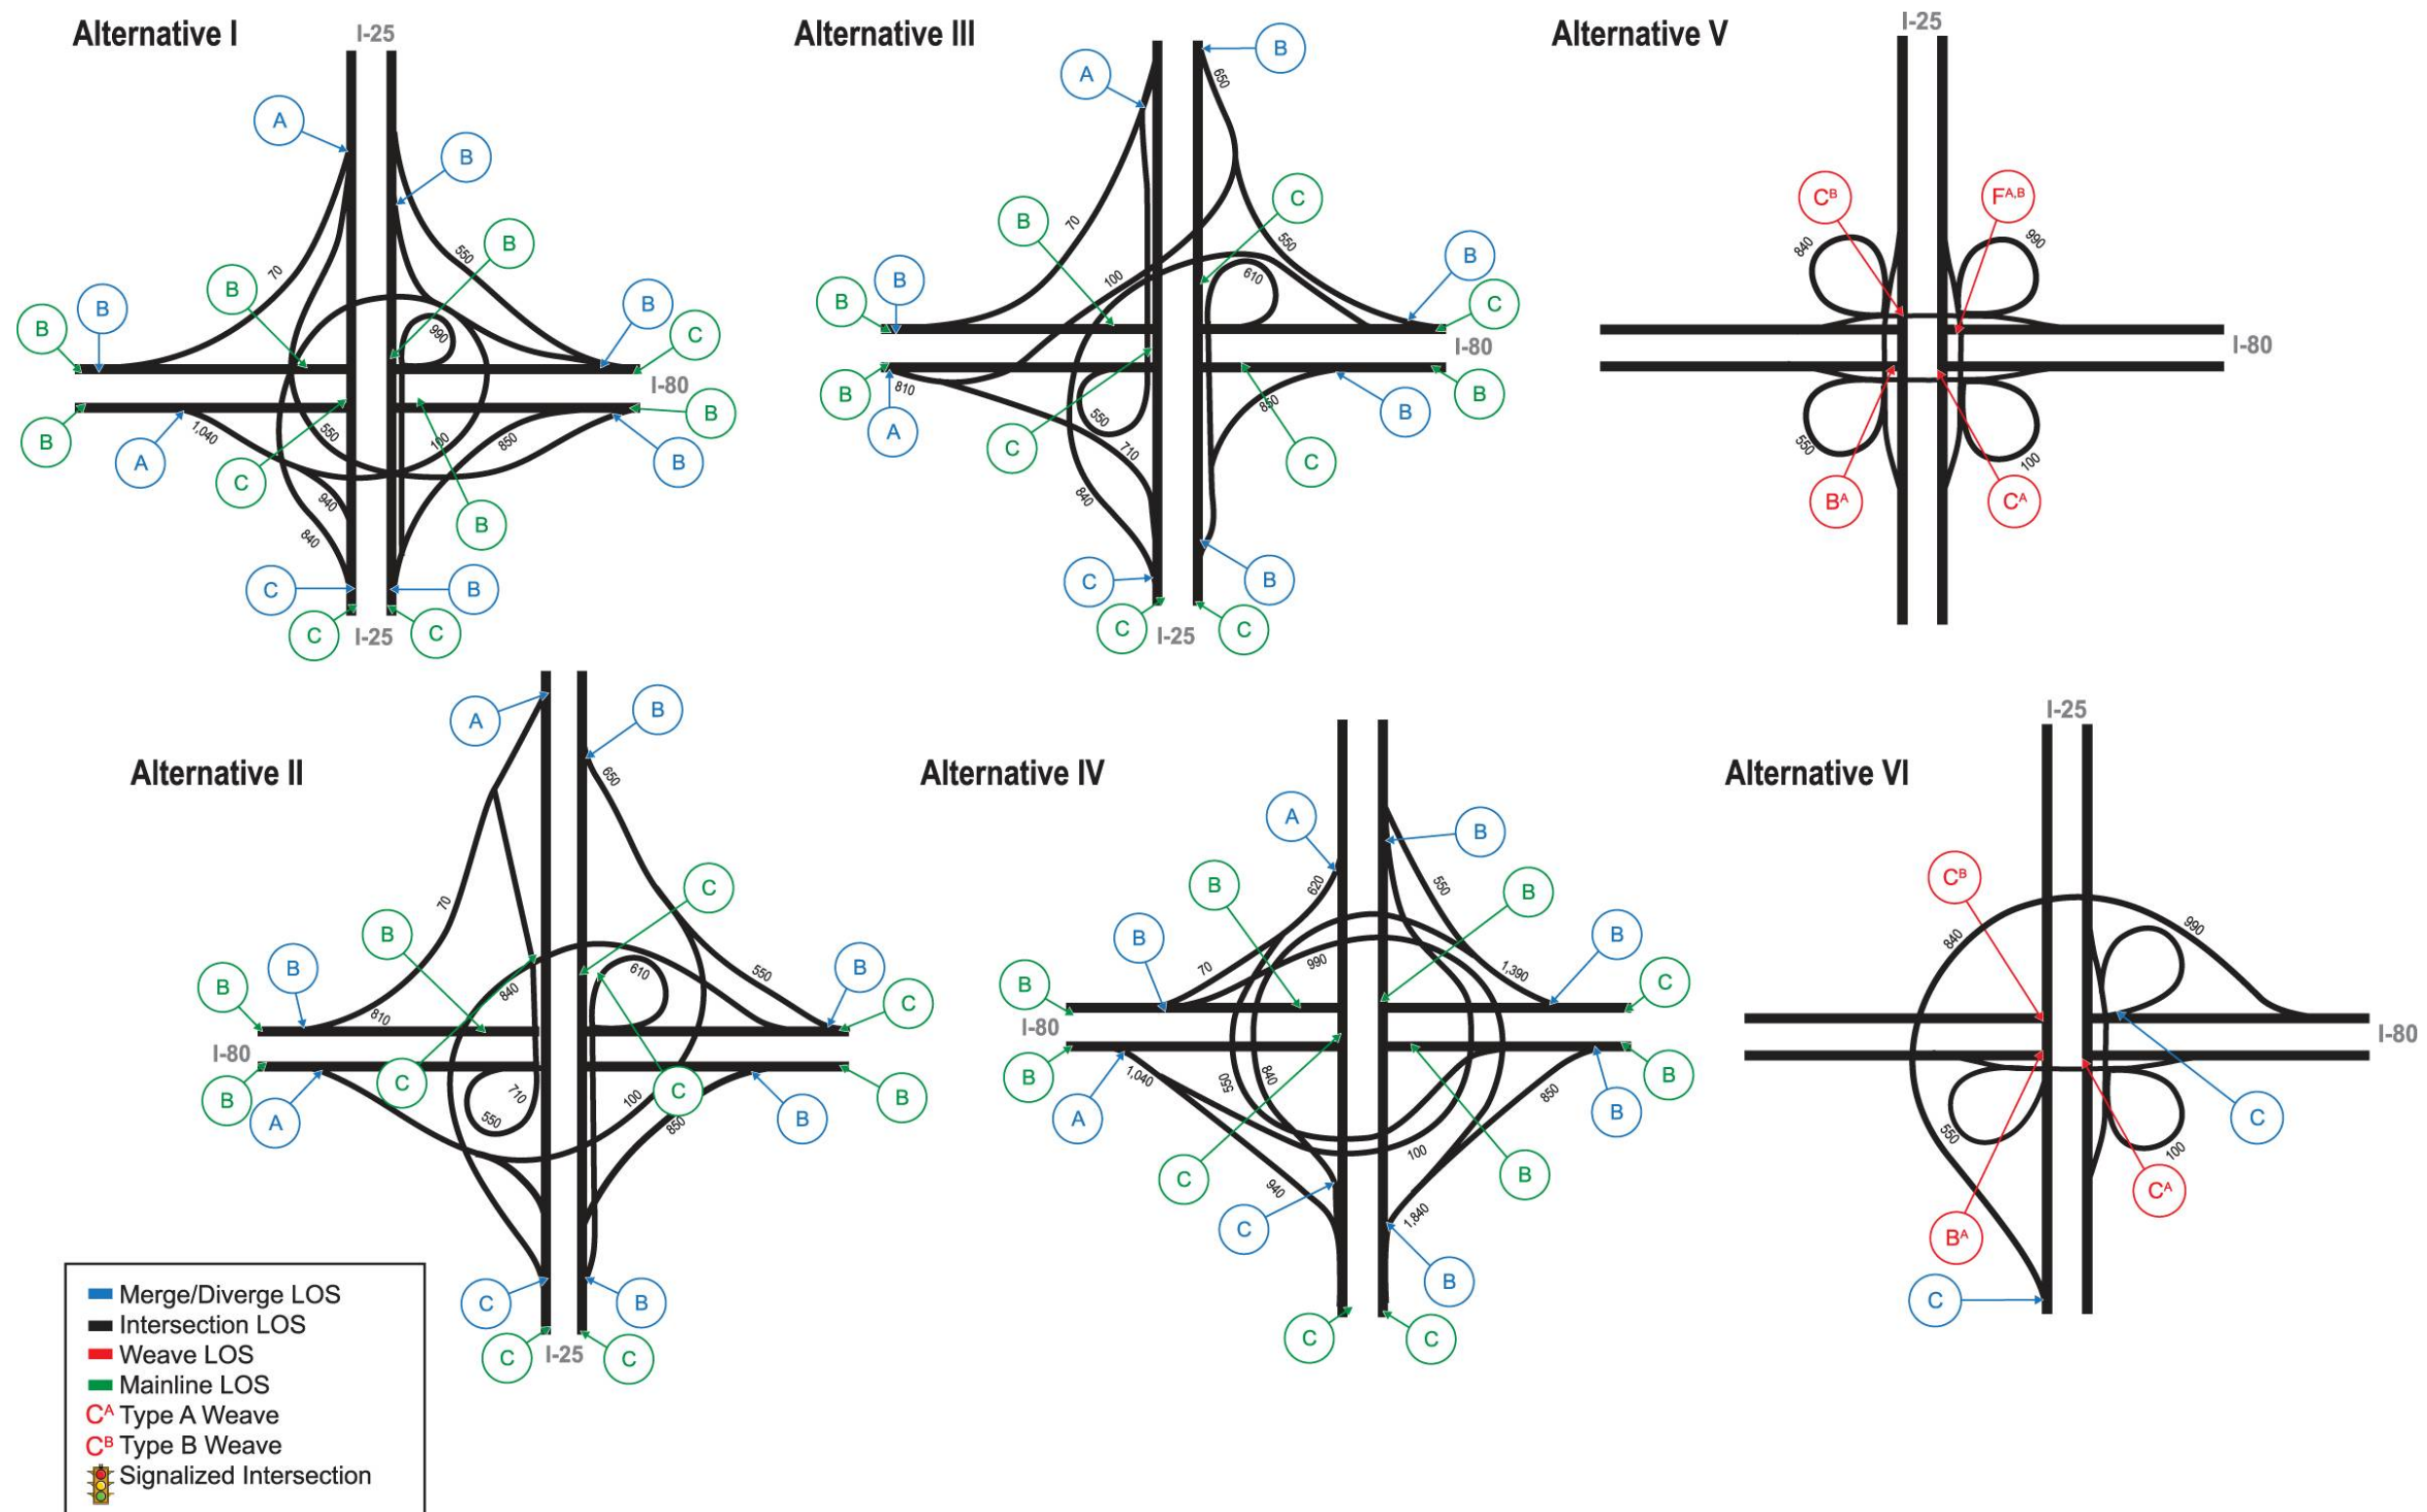 Alternative I
I-25
A
B
B
B
550
70
B
B
B
B
C
990
I-80
B
B
A
1,040
550
100
850
B
C
940
B
840
C
B
C
I-25
C
Alternative III
A
B
650
B
C
70
550
B
B
B
C
100
610
I-80
B
810
A
550
850
B
B
C
710
C
840
C
B
C
I-25
C
Alternative V
I-25
CB
FA,B
840
990
I-80
550
100
BA
CA
Alternative II
A
B
650
C
70
B
B
B
550
B
C
840
610
810
I-80
C
C
B
B
A
710
550
100
850
B
C
B
C
I-25
C
Alternative IV
A
B
B
620
550
B
B
B
70
990
1,390
B
C
I-80
B
1,040
550
840
B
A
850
B
C
100
B
940
C
1,840
B
C
C
Alternative VI
I-25
CB
840
990
I-80
C
550
100
CA
BA
C
Merge/Diverge LOS
Intersection LOS
Weave LOS
Mainline LOS
CA Type A Weave
CB Type B Weave
Signalized Intersection